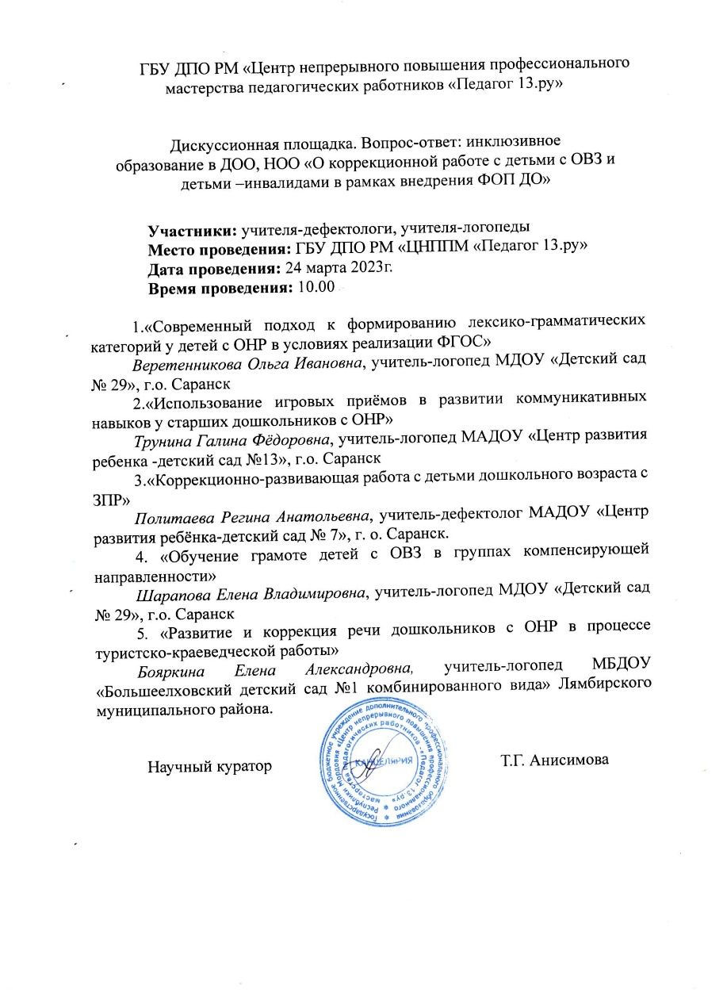 ГБУ ДПО РМ «Центр непрерывного повышения профессионального
мастерства педагогических работников «Педагог 13.ру»
Дискуссионная площадка. Вопрос-ответ: инклюзивное
образование в ДОО, НОО «О коррекционной работе с детьми с ОВЗ и
детьми –инвалидами в рамках внедрения ФОП ДО»
Участники: учителя-дефектологи, учителя-логопеды
Место проведения: ГБУ ДПО РМ «ЦНППМ «Педагог 13.ру»
Дата проведения: 24 марта 2023г.
Время проведения: 10.00
1.«Современный подход к формированию лексико-грамматических
категорий у детей с ОНР в условиях реализации ФГОС»
Веретенникова Ольга Ивановна, учитель-логопед МДОУ «Детский сад
№ 29», г.о. Саранск
2.«Использование игровых приёмов в развитии коммуникативных
навыков у старших дошкольников с ОНР»
Трунина Галина Фёдоровна, учитель-логопед МАДОУ «Центр развития
ребенка -детский сад №13», г.о. Саранск
3.«Коррекционно-развивающая работа с детьми дошкольного возраста с
ЗПР»
Политаева Регина Анатольевна, учитель-дефектолог МАДОУ «Центр
развития ребёнка-детский сад № 7», г. о. Саранск.
4. «Обучение грамоте детей с ОВЗ в группах компенсирующей
направленности»
Шарапова Елена Владимировна, учитель-логопед МДОУ «Детский сад
№ 29», г.о. Саранск
5. «Развитие и коррекция речи дошкольников с ОНР в процессе
туристско-краеведческой работы»
Бояркина Елена Александровна, учитель-логопед МБДОУ
«Большеелховский детский сад №1 комбинированного вида» Лямбирского
муниципального района.
Государственное бюджетное учреждение дополнительного профессионального образования
Республики Мордовия «Центр непрерывного повышения профессионального
мастерства педагогических работников - «Педагог 13.ру»
КАНЦЕЛЯРИЯ
Научный куратор
Т.Г. Анисимова